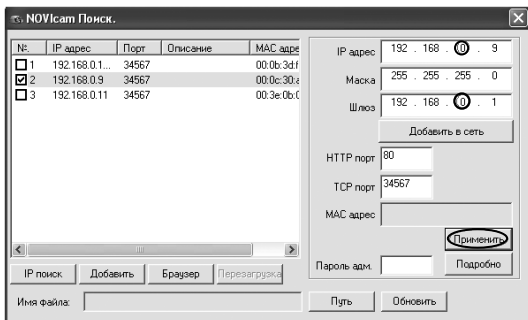 NOVIcam Поиск.
№. IP адрес Порт Описание MAC адре
1 192.168.0.1... 34567 00:0b:3d:f
2 192.168.0.9 34567 00:0c:30:a
3 192.168.0.11 34567 00:3e:0b:0
IP адрес 192 . 168 . 0 . 9
Маска 255 . 255 . 255 . 0
Шлюз 192 . 168 . 0 . 1
Добавить в сеть
HTTP порт 80
TCP порт 34567
MAC адрес
Применить
Пароль адм. Подробно
IP поиск Добавить Браузер Перезагрузка
Имя файла: Путь Обновить